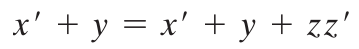 x′ + y = x′ + y + zz′